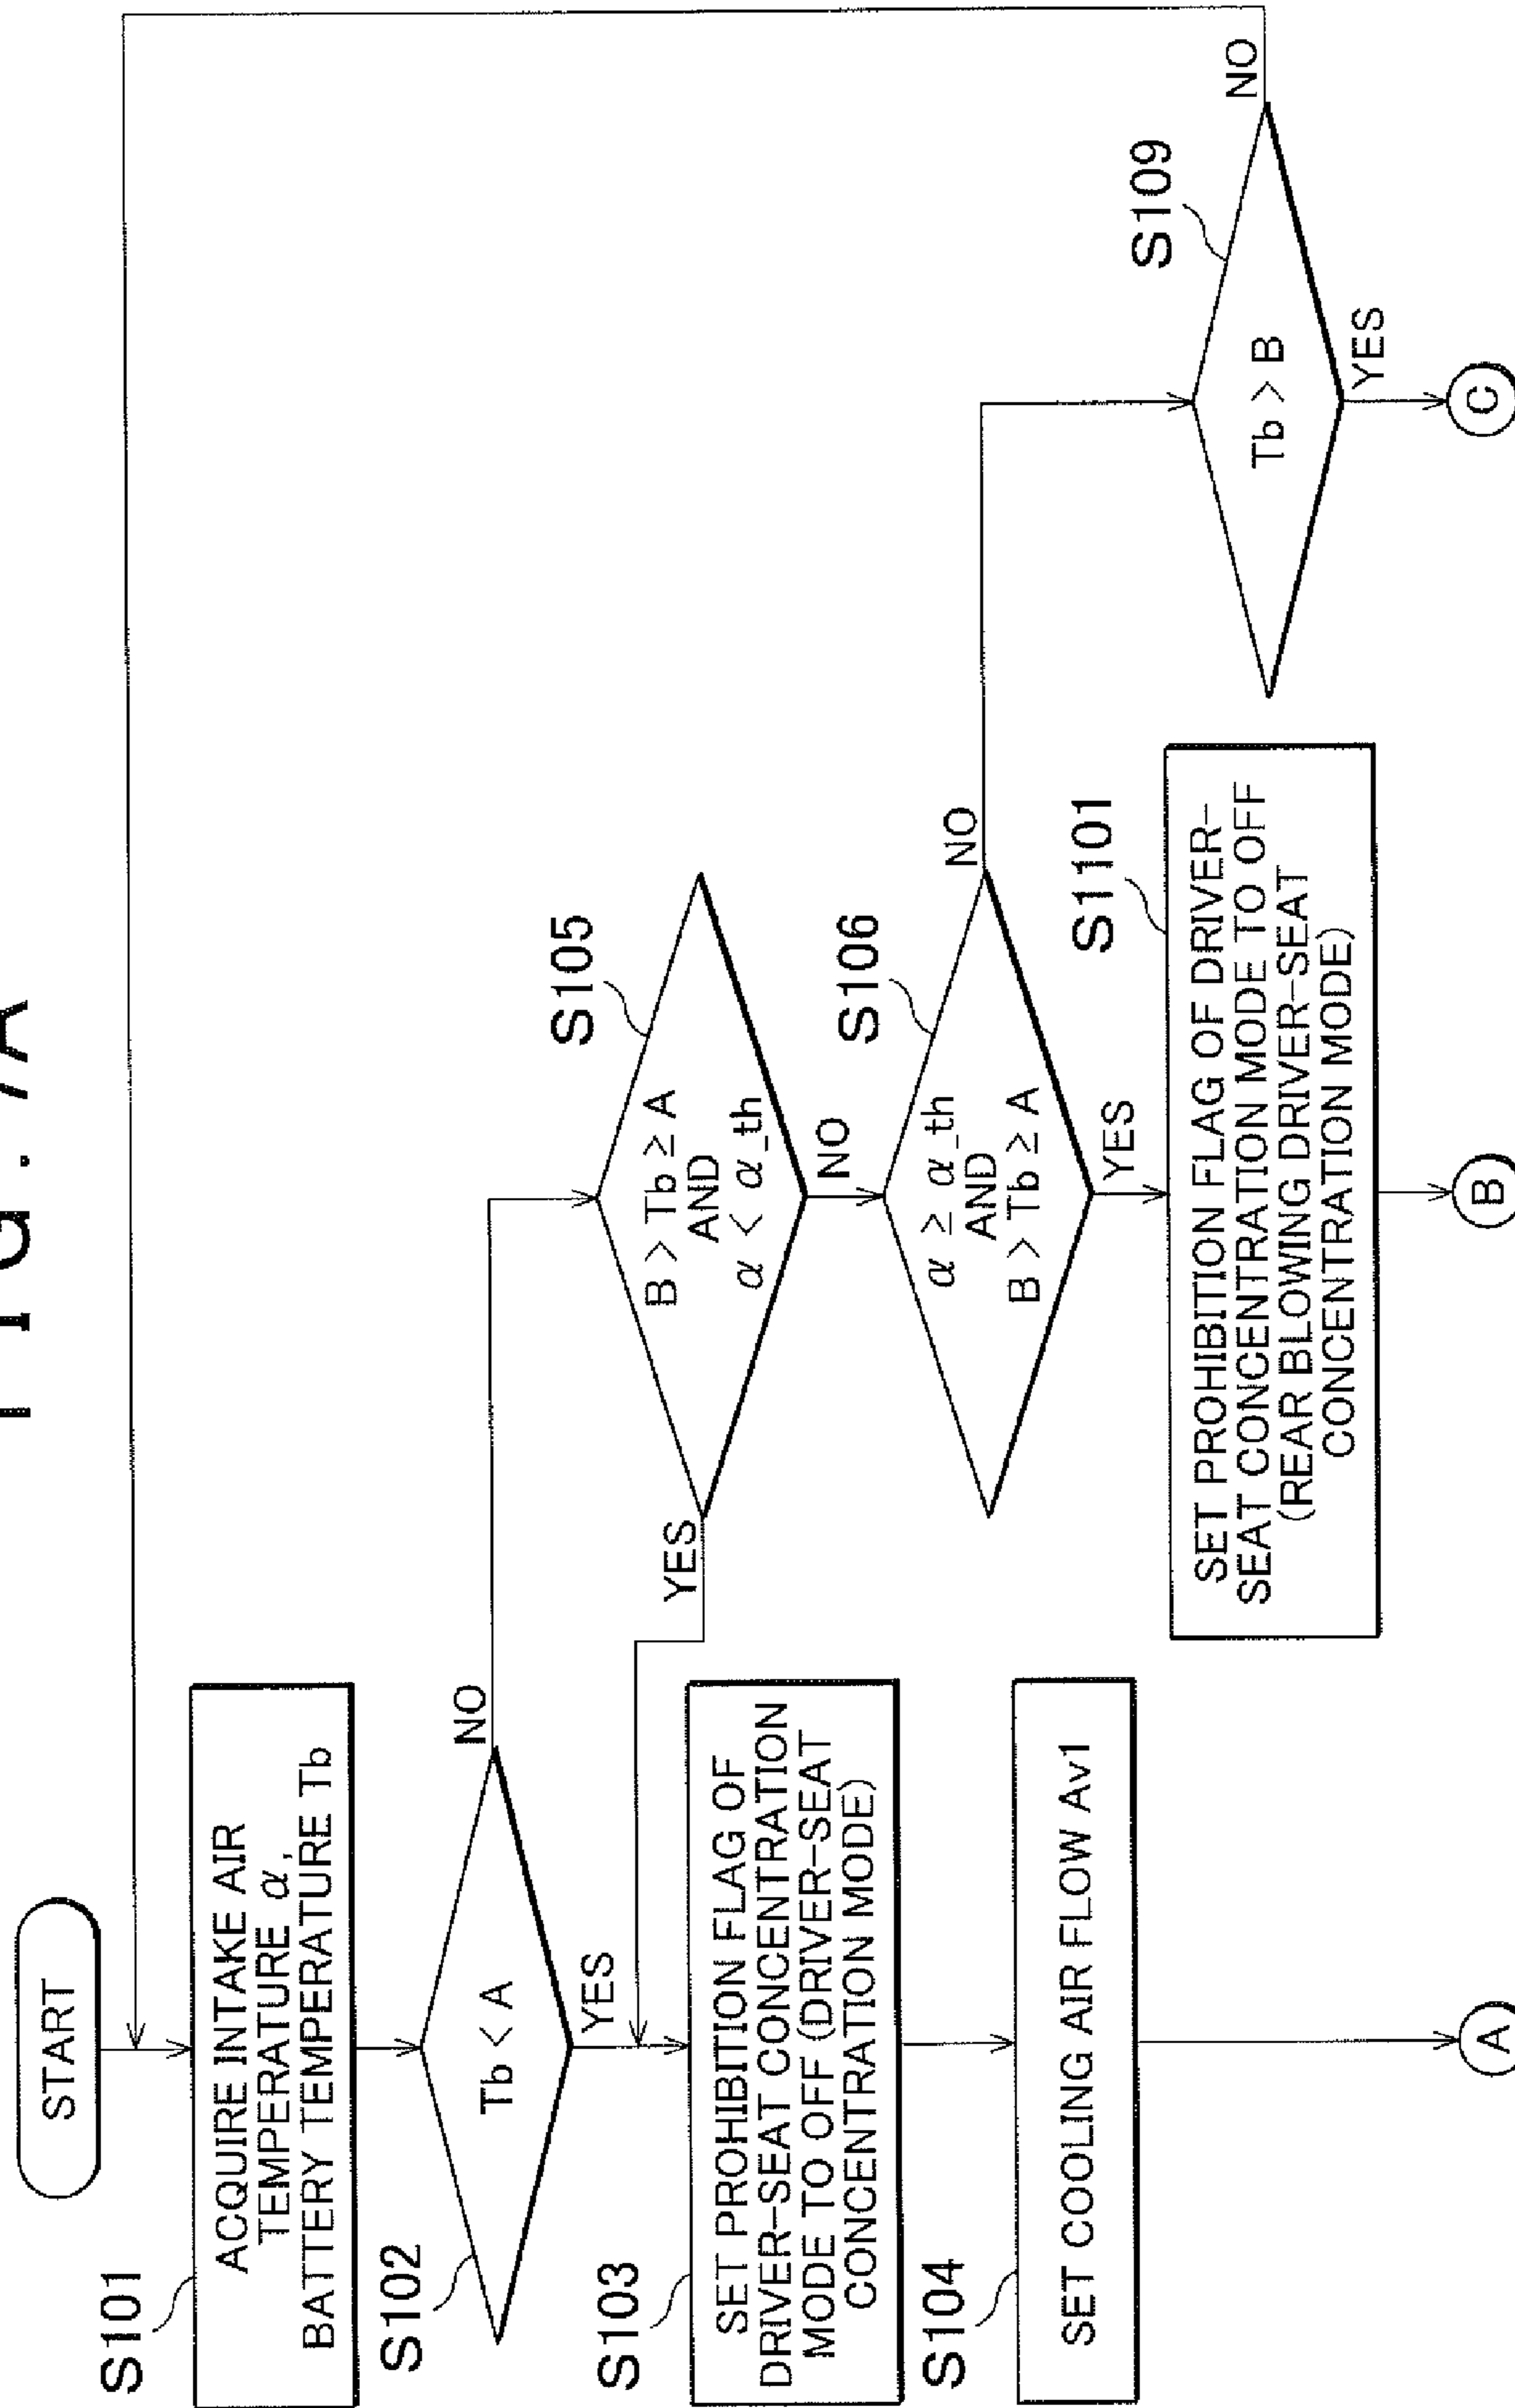 START
S101
ACQUIRE INTAKE AIR
TEMPERATURE α,
BATTERY TEMPERATURE Tb
S102
Tb < A
NO
YES
S103
SET PROHIBITION FLAG OF
DRIVER-SEAT CONCENTRATION
MODE TO OFF (DRIVER-SEAT
CONCENTRATION MODE)
S104
SET COOLING AIR FLOW Av1
A
S105
B > Tb ≥ A
AND
α < α_th
YES
NO
S106
α ≥ α_th
AND
B > Tb ≥ A
NO
YES
S1101
SET PROHIBITION FLAG OF DRIVER-
SEAT CONCENTRATION MODE TO OFF
(REAR BLOWING DRIVER-SEAT
CONCENTRATION MODE)
B
S109
Tb > B
NO
YES
C